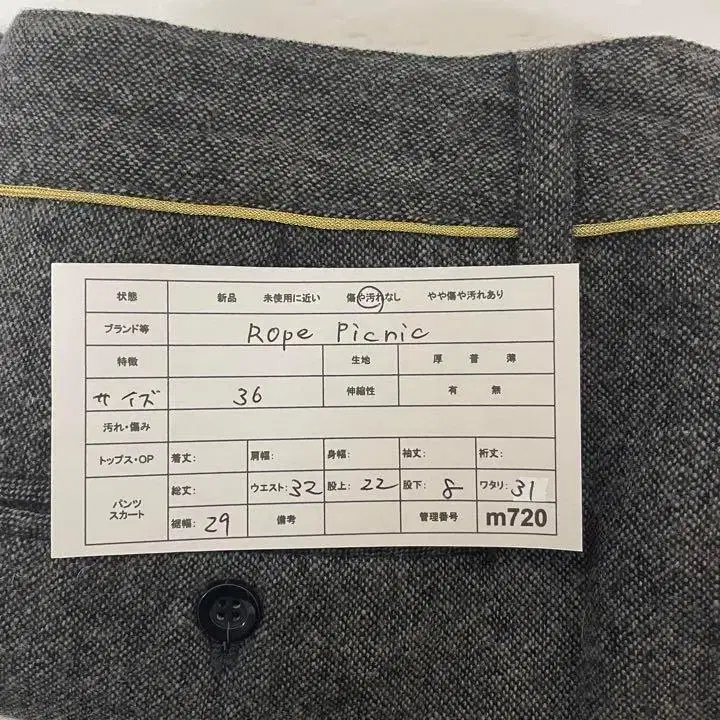 状態 新品 未使用に近い 傷や汚れなし やや傷や汚れあり
ブランド等 Rope Picnic
特徴 生地 厚 普 薄
サイズ 36 伸縮性 有 無
汚れ・傷み
トップス・OP 着丈: 肩幅: 身幅: 袖丈: 裄丈:
パンツ スカート 総丈: ウエスト: 32 股上: 22 股下: 8 ワタリ: 31
裾幅: 29 備考 管理番号 m720